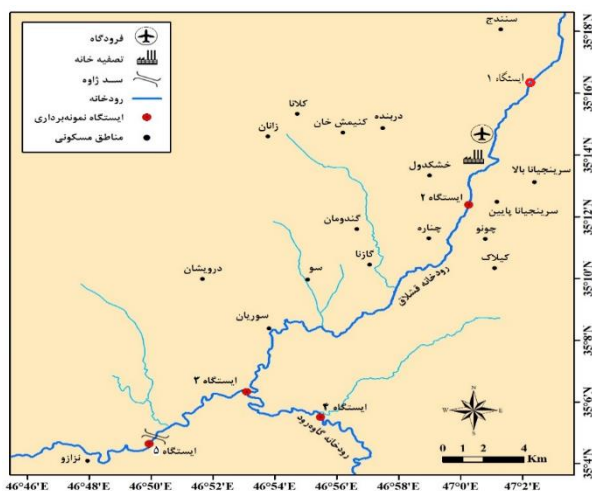 فرودگاه
تصفیه خانه
سد ژاوه
رودخانه
ایستگاه نمونه‌برداری
مناطق مسکونی
سنندج
ایستگاه ۱
کلانا
زانان
کنیمش خان
دربنده
خشکدول
سرینجیانا بالا
ایستگاه ۲
سرینجیانا پایین
گندومان
چناره
چونو
کیلاک
گازنا
سو
درویشان
رودخانه قشلاق
سوریان
ایستگاه ۳
ایستگاه ۴
رودخانه گاوه‌رود
ایستگاه ۵
نزازو
N
W
E
S
0 1 2 4
Km
35°18'N
35°16'N
35°14'N
35°12'N
35°10'N
35°8'N
35°6'N
35°4'N
46°46'E
46°48'E
46°50'E
46°52'E
46°54'E
46°56'E
46°58'E
47°0'E
47°2'E